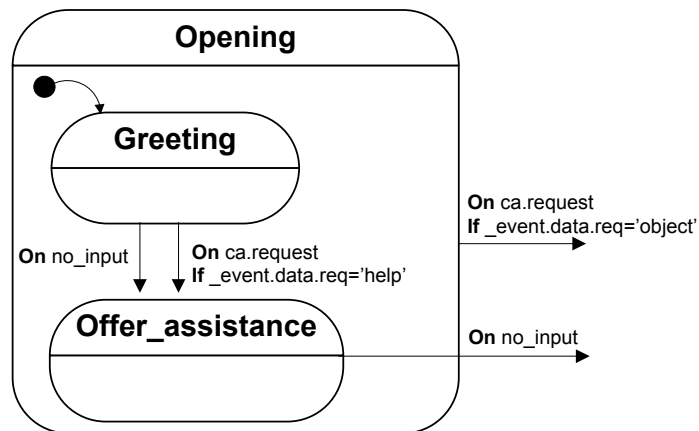 Opening
Greeting
On ca.request
If _event.data.req=’object’
On no_input
On ca.request
If _event.data.req=’help’
Offer_assistance
On no_input